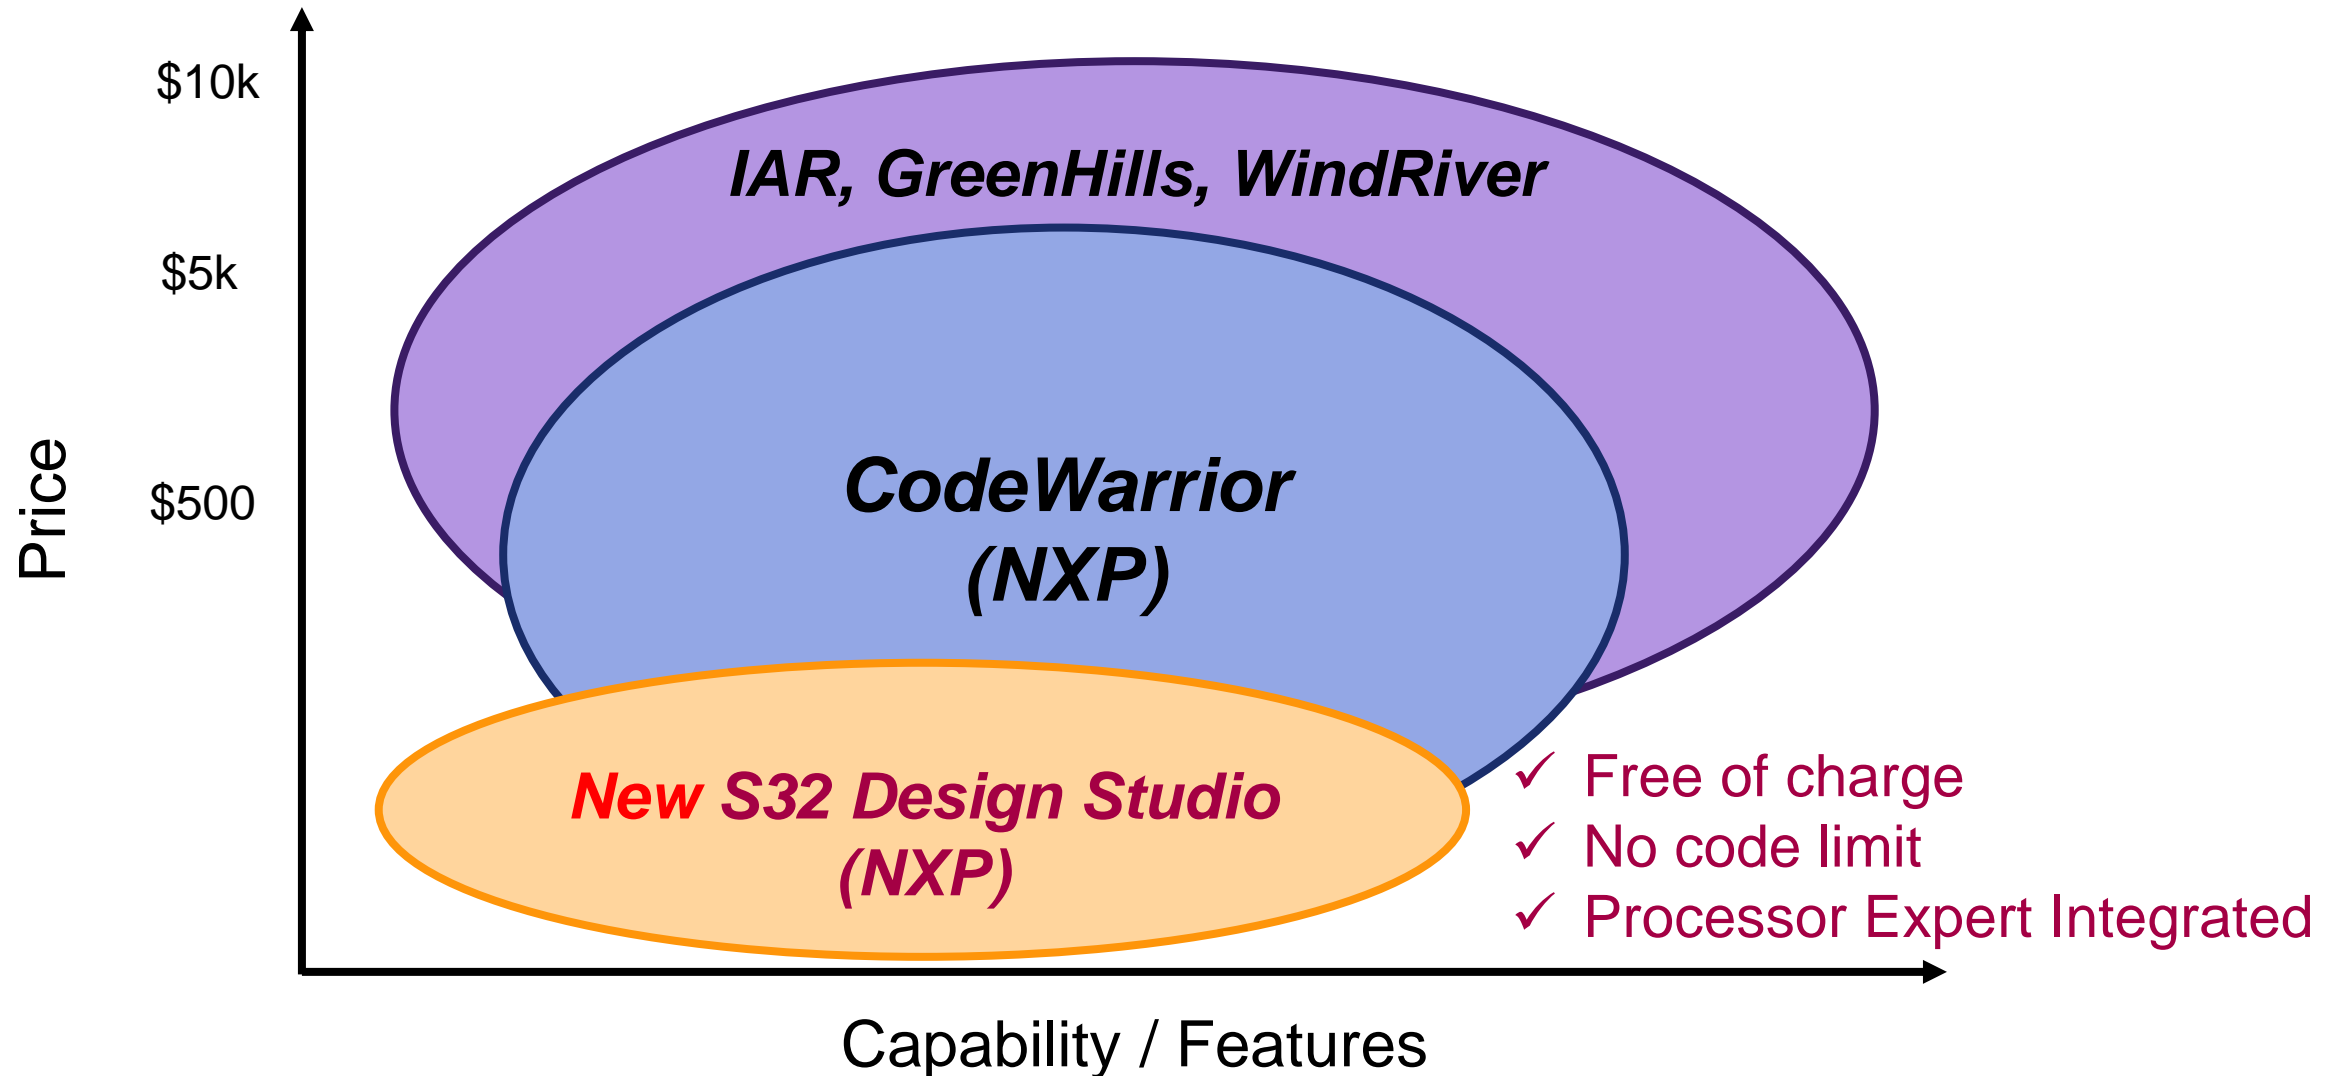 $10k
IAR, GreenHills, WindRiver
$5k
Price
$500
CodeWarrior
(NXP)
New S32 Design Studio
(NXP)
✓ Free of charge
✓ No code limit
✓ Processor Expert Integrated
Capability / Features